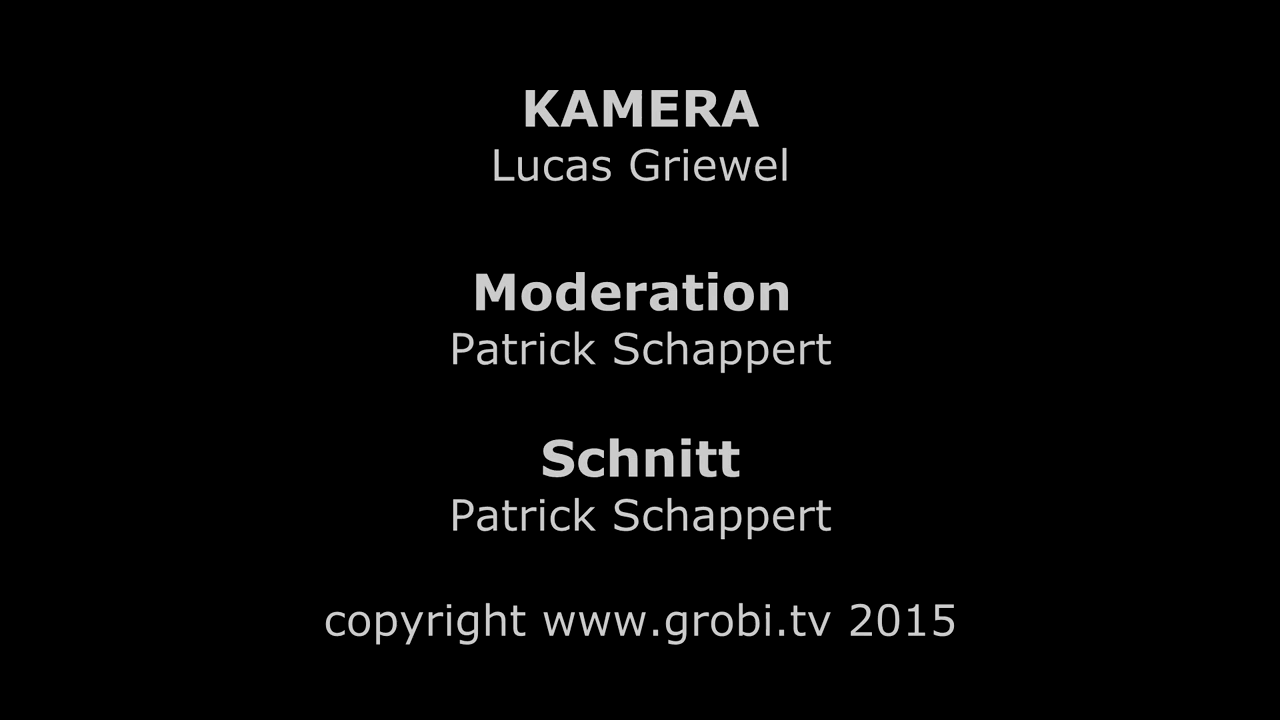 KAMERA
Lucas Griewel
Moderation
Patrick Schappert
Schnitt
Patrick Schappert
copyright www.grobi.tv 2015